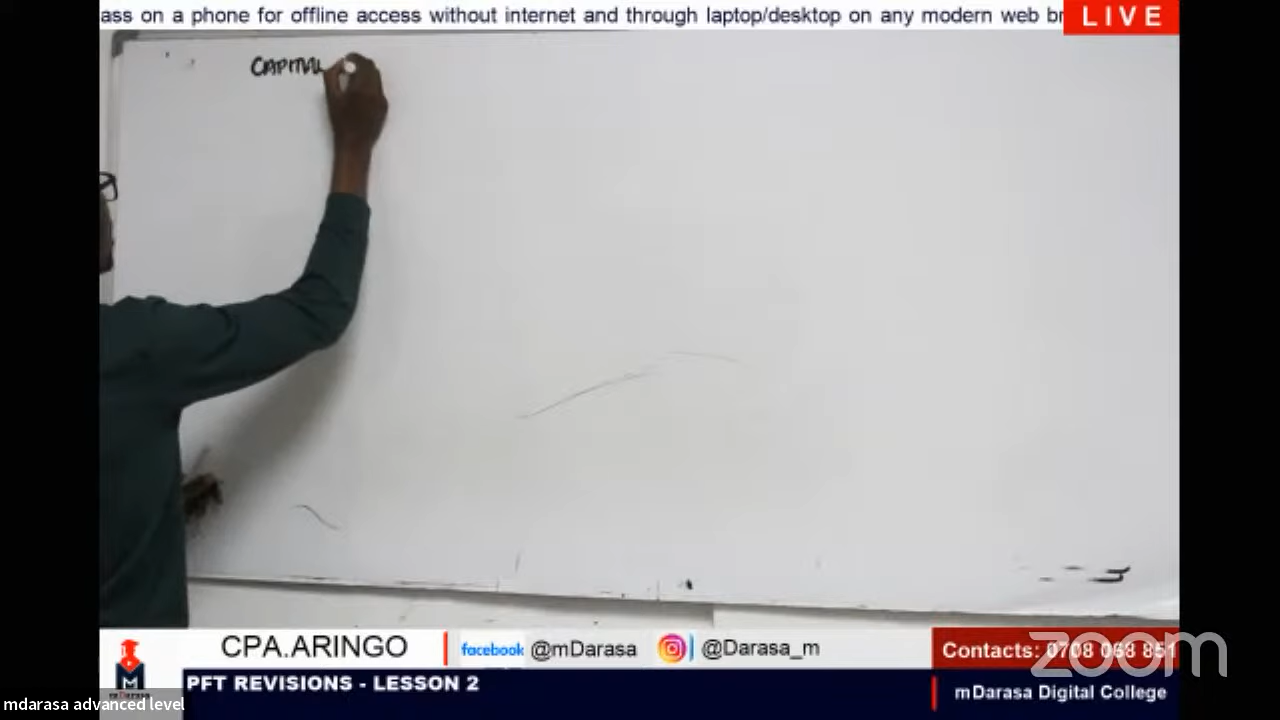 ass on a phone for offline access without internet and through laptop/desktop on any modern web br
LIVE
CAPITAL
CPA.ARINGO
facebook @mDarasa
@Darasa_m
Contacts: 0708 068 851
zoom
PFT REVISIONS - LESSON 2
mDarasa Digital College
mDarasa
mdarasa advanced level